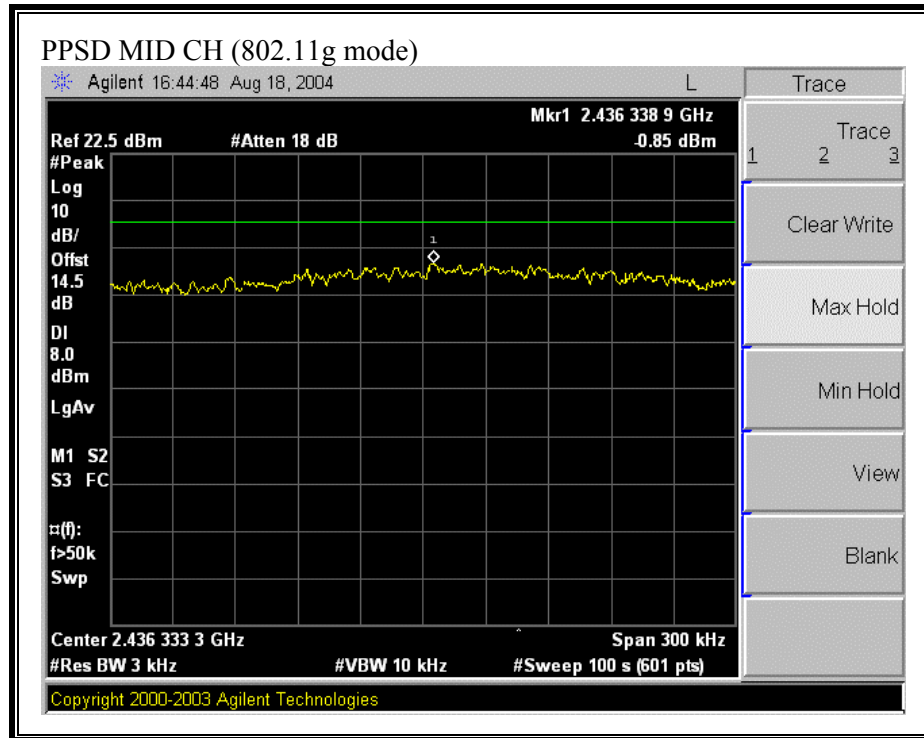 PPSD MID CH (802.11g mode)
Agilent 16:44:48 Aug 18, 2004 L
Trace
Mkr1 2.436 338 9 GHz
Ref 22.5 dBm #Atten 18 dB -0.85 dBm
#Peak
Log
10
dB/
Offst
14.5
dB
DI
8.0
dBm
LgAv
M1 S2
S3 FC
¤(f):
f>50k
Swp
1
Center 2.436 333 3 GHz Span 300 kHz
#Res BW 3 kHz #VBW 10 kHz #Sweep 100 s (601 pts)
Trace
1 2 3
Clear Write
Max Hold
Min Hold
View
Blank
Copyright 2000-2003 Agilent Technologies